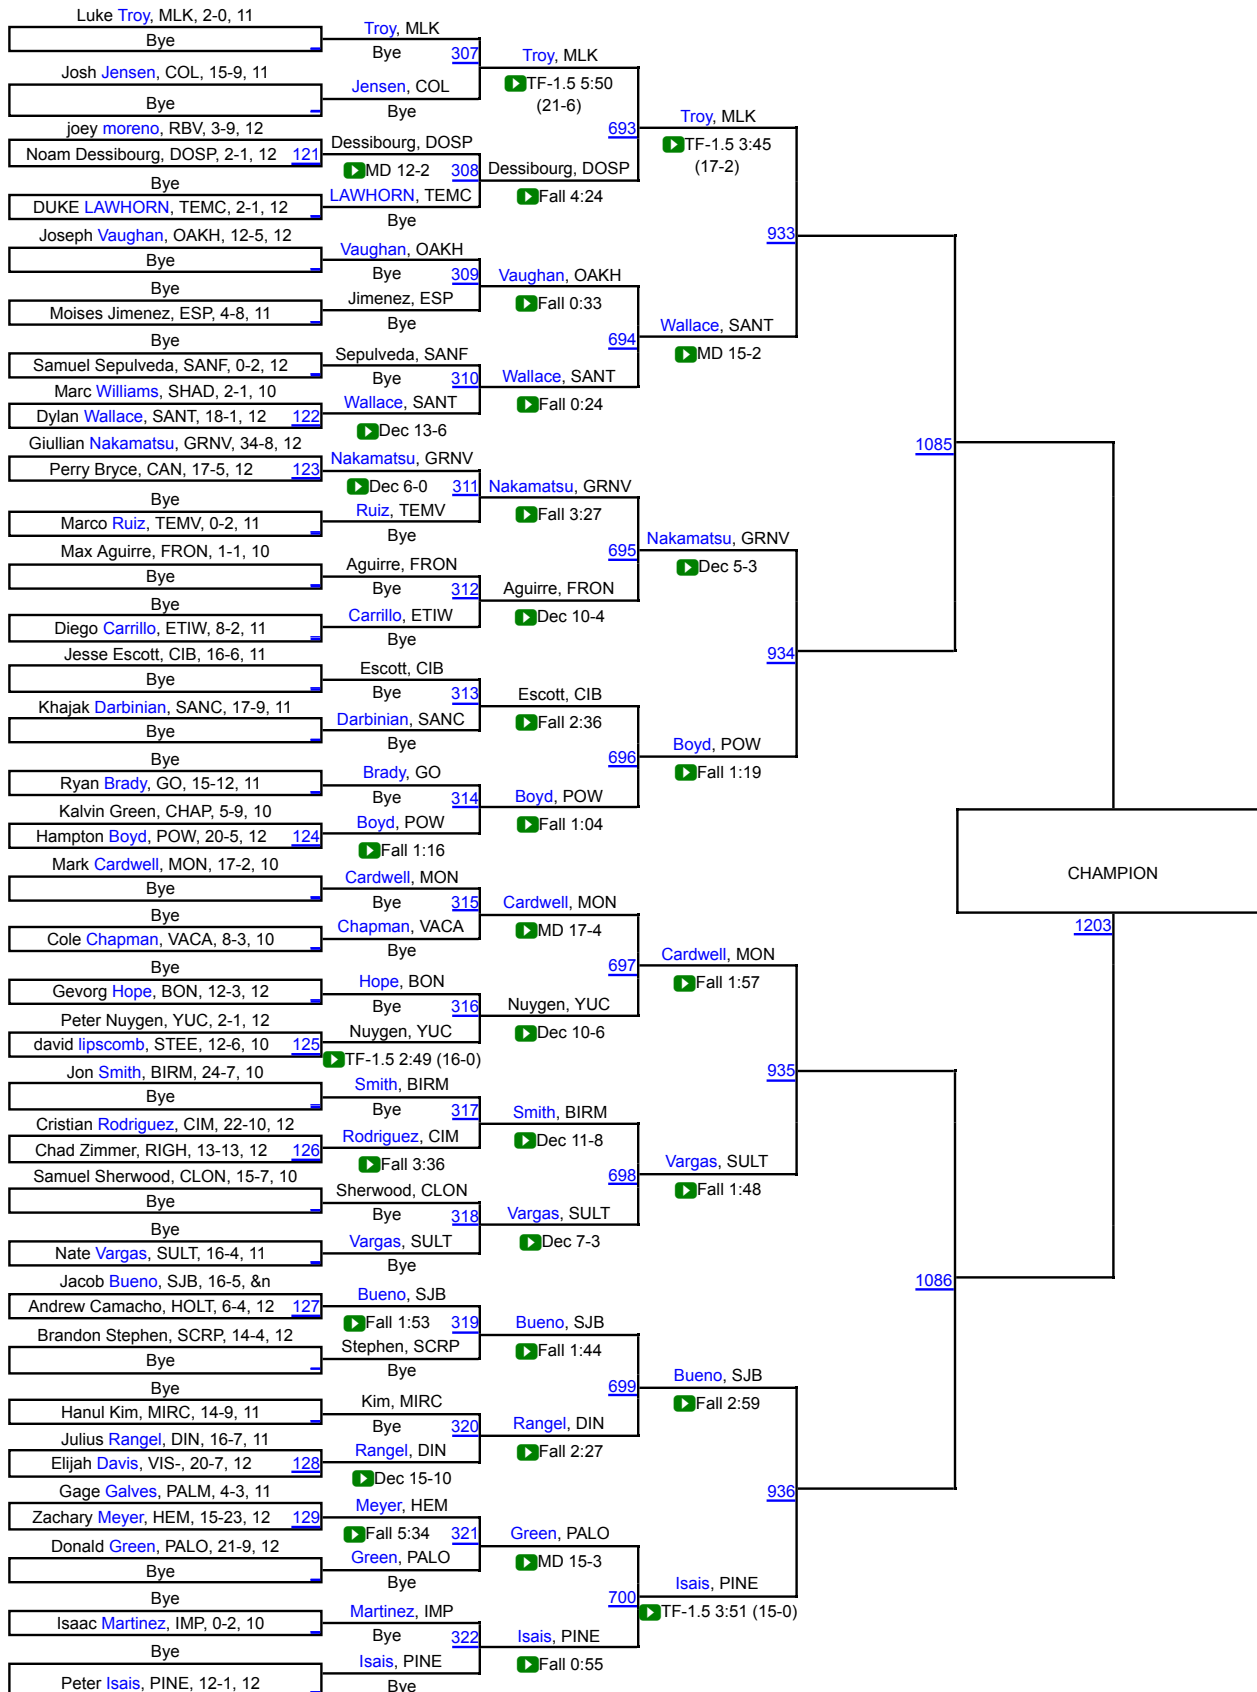 Luke Troy, MLK, 2-0, 11
Bye
Josh Jensen, COL, 15-9, 11
Bye
joey moreno, RBV, 3-9, 12
Noam Dessibourg, DOSP, 2-1, 12 121
Bye
DUKE LAWHORN, TEMC, 2-1, 12
Joseph Vaughan, OAKH, 12-5, 12
Bye
Bye
Moises Jimenez, ESP, 4-8, 11
Bye
Samuel Sepulveda, SANF, 0-2, 12
Marc Williams, SHAD, 2-1, 10
Dylan Wallace, SANT, 18-1, 12 122
Giullian Nakamatsu, GRNV, 34-8, 12
Perry Bryce, CAN, 17-5, 12 123
Bye
Marco Ruiz, TEMV, 0-2, 11
Max Aguirre, FRON, 1-1, 10
Bye
Bye
Diego Carrillo, ETIW, 8-2, 11
Jesse Escott, CIB, 16-6, 11
Bye
Khajak Darbinian, SANC, 17-9, 11
Bye
Bye
Ryan Brady, GO, 15-12, 11
Kalvin Green, CHAP, 5-9, 10
Hampton Boyd, POW, 20-5, 12 124
Mark Cardwell, MON, 17-2, 10
Bye
Bye
Cole Chapman, VACA, 8-3, 10
Bye
Gevorg Hope, BON, 12-3, 12
Peter Nuygen, YUC, 2-1, 12
david lipscomb, STEE, 12-6, 10 125
Jon Smith, BIRM, 24-7, 10
Bye
Cristian Rodriguez, CIM, 22-10, 12
Chad Zimmer, RIGH, 13-13, 12 126
Samuel Sherwood, CLON, 15-7, 10
Bye
Bye
Nate Vargas, SULT, 16-4, 11
Jacob Bueno, SJB, 16-5, &n
Andrew Camacho, HOLT, 6-4, 12 127
Brandon Stephen, SCRP, 14-4, 12
Bye
Bye
Hanul Kim, MIRC, 14-9, 11
Julius Rangel, DIN, 16-7, 11
Elijah Davis, VIS-, 20-7, 12 128
Gage Galves, PALM, 4-3, 11
Zachary Meyer, HEM, 15-23, 12 129
Donald Green, PALO, 21-9, 12
Bye
Bye
Isaac Martinez, IMP, 0-2, 10
Bye
Peter Isais, PINE, 12-1, 12
Troy, MLK
Bye 307
Jensen, COL
Bye
Dessibourg, DOSP
MD 12-2 308
LAWHORN, TEMC
Bye
Vaughan, OAKH
Bye 309
Jimenez, ESP
Bye
Sepulveda, SANF
Bye 310
Wallace, SANT
Dec 13-6
Nakamatsu, GRNV
Dec 6-0 311
Ruiz, TEMV
Bye
Aguirre, FRON
Bye 312
Carrillo, ETIW
Bye
Escott, CIB
Bye 313
Darbinian, SANC
Bye
Brady, GO
Bye 314
Boyd, POW
Fall 1:16
Cardwell, MON
Bye 315
Chapman, VACA
Bye
Hope, BON
Bye 316
Nuygen, YUC
TF-1.5 2:49 (16-0)
Smith, BIRM
Bye 317
Rodriguez, CIM
Fall 3:36
Sherwood, CLON
Bye 318
Vargas, SULT
Bye
Bueno, SJB
Fall 1:53 319
Stephen, SCRP
Bye
Kim, MIRC
Bye 320
Rangel, DIN
Dec 15-10
Meyer, HEM
Fall 5:34 321
Green, PALO
Bye
Martinez, IMP
Bye 322
Isais, PINE
Bye
Troy, MLK
TF-1.5 5:50
(21-6)
693
Dessibourg, DOSP
Fall 4:24
Vaughan, OAKH
Fall 0:33
694
Wallace, SANT
Fall 0:24
Nakamatsu, GRNV
Fall 3:27
695
Aguirre, FRON
Dec 10-4
Escott, CIB
Fall 2:36
696
Boyd, POW
Fall 1:04
Cardwell, MON
MD 17-4
697
Nuygen, YUC
Dec 10-6
Smith, BIRM
Dec 11-8
698
Vargas, SULT
Dec 7-3
Bueno, SJB
Fall 1:44
699
Rangel, DIN
Fall 2:27
Green, PALO
MD 15-3
700
Isais, PINE
Fall 0:55
Troy, MLK
TF-1.5 3:45
(17-2)
933
Wallace, SANT
MD 15-2
Nakamatsu, GRNV
Dec 5-3
934
Boyd, POW
Fall 1:19
Cardwell, MON
Fall 1:57
935
Vargas, SULT
Fall 1:48
Bueno, SJB
Fall 2:59
936
Isais, PINE
TF-1.5 3:51 (15-0)
1085
1086
CHAMPION
1203